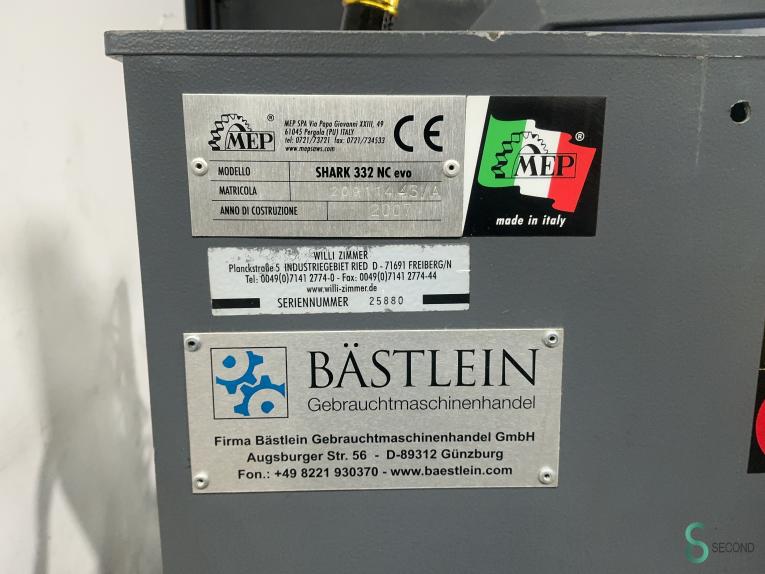 MEP
®
MEP SPA Via Papa Giovanni XXIII, 49
61045 Pergola (PU) ITALY
tel: 0721/73721 fax: 0721/734533
www.mepsaws.com
CE
MODELLO SHARK 332 NC evo
MATRICOLA
ANNO DI COSTRUZIONE 2007
MEP
®
made in italy
WILLI ZIMMER
Planckstraße 5 INDUSTRIEGEBIET RIED D - 71691 FREIBERG/N
Tel: 0049(0)7141 2774-0 - Fax: 0049(0)7141 2774-44
www.willi-zimmer.de
SERIENNUMMER 25880
BÄSTLEIN
Gebrauchtmaschinenhandel
Firma Bästlein Gebrauchtmaschinenhandel GmbH
Augsburger Str. 56 - D-89312 Günzburg
Fon.: +49 8221 930370 - www.baestlein.com
SECOND